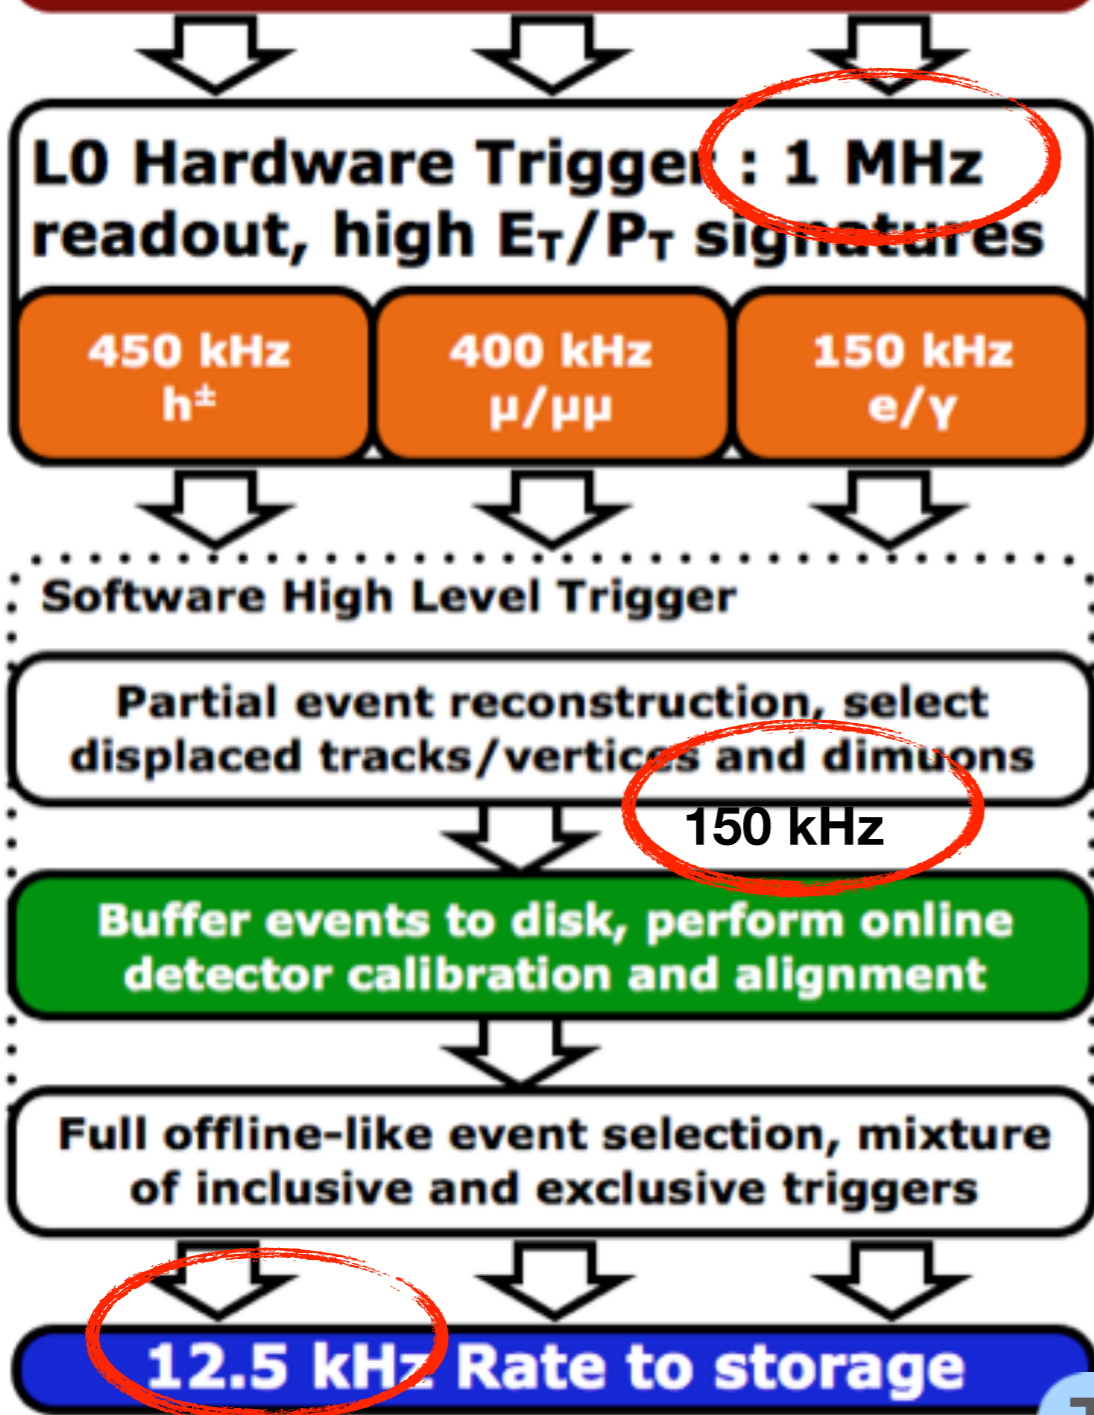 L0 Hardware Trigger : 1 MHz
readout, high Eᴛ/Pᴛ signatures
450 kHz
h±
400 kHz
μ/μμ
150 kHz
e/γ
Software High Level Trigger
Partial event reconstruction, select
displaced tracks/vertices and dimuons
150 kHz
Buffer events to disk, perform online
detector calibration and alignment
Full offline-like event selection, mixture
of inclusive and exclusive triggers
12.5 kHz Rate to storage